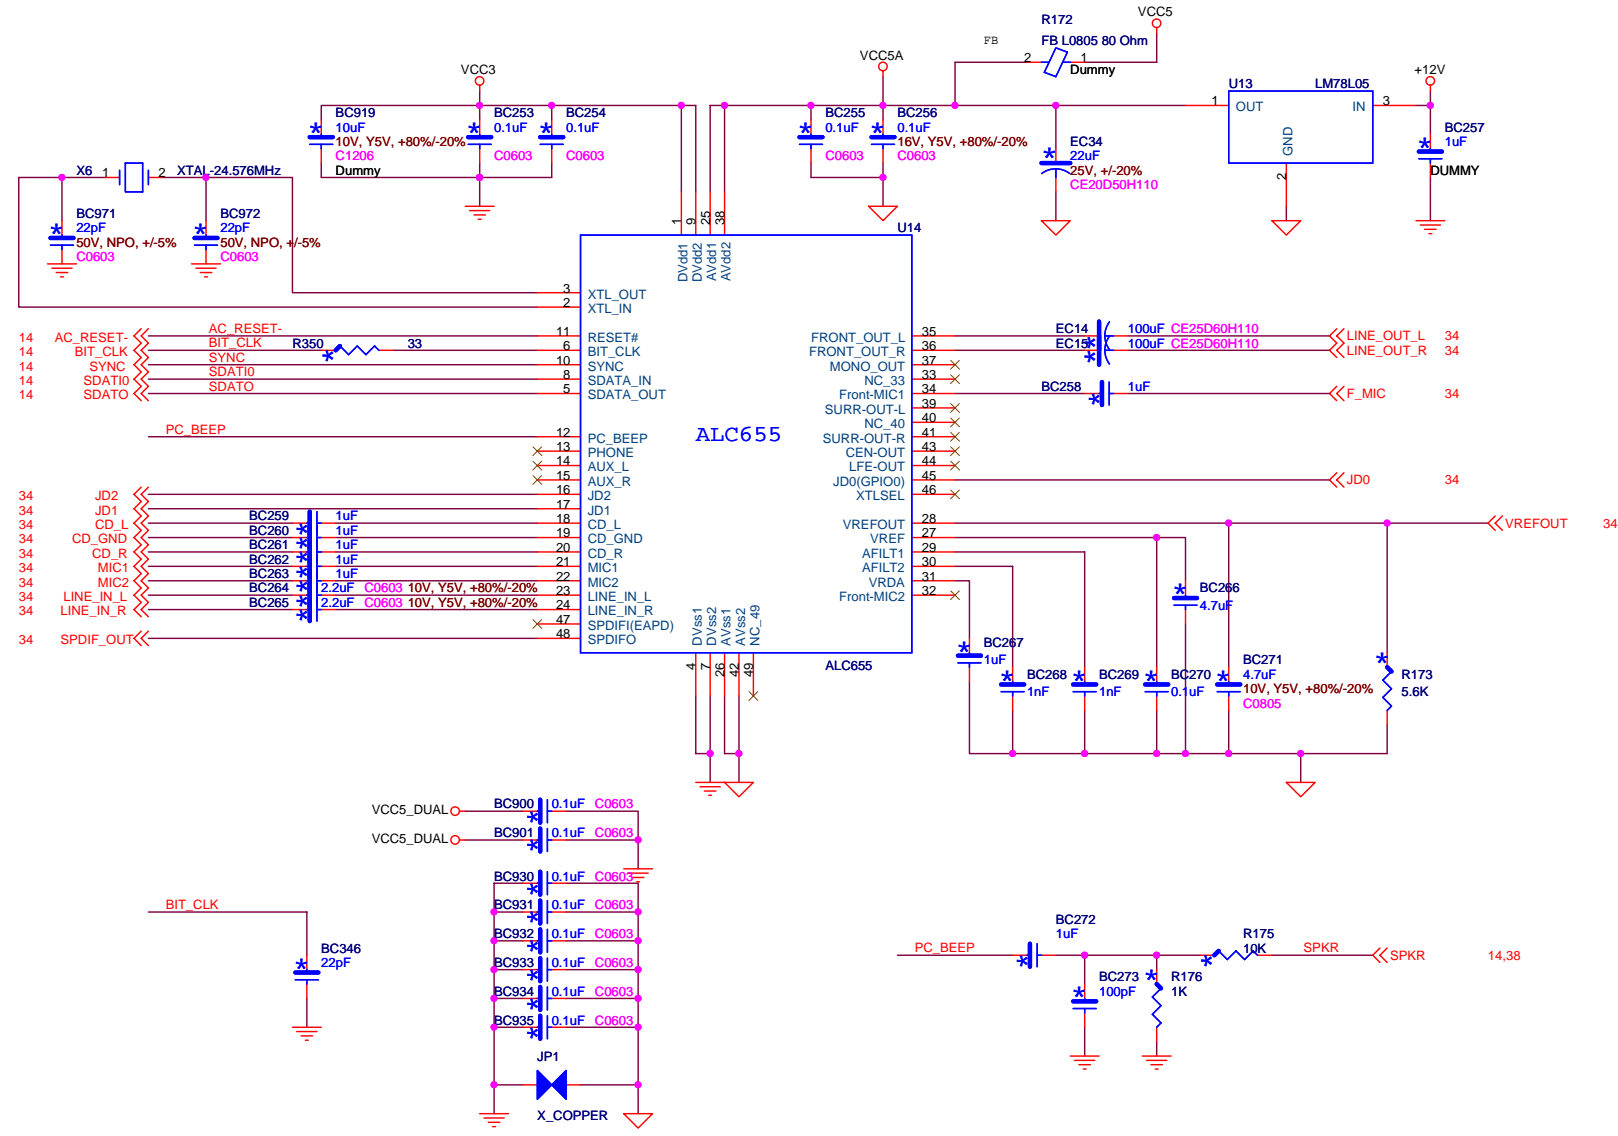 R172
VCC5
FB
FB L0805 80 Ohm
2
1
Dummy
VCC3
VCC5A
U13
LM78L05
+12V
1
OUT
IN
3
GND
2
BC919
10uF
10V, Y5V, +80%/-20%
C1206
Dummy
BC253
0.1uF
C0603
BC254
0.1uF
C0603
BC255
0.1uF
C0603
BC256
0.1uF
16V, Y5V, +80%/-20%
C0603
EC34
22uF
25V, +/-20%
CE20D50H110
BC257
1uF
DUMMY
X6
1
2
XTAL-24.576MHz
BC971
22pF
50V, NPO, +/-5%
C0603
BC972
22pF
50V, NPO, +/-5%
C0603
1
9
25
38
DVdd1
DVdd2
AVdd1
AVdd2
U14
3 XTL_OUT
2 XTL_IN
14 AC_RESET- AC_RESET- 11 RESET#
14 BIT_CLK BIT_CLK R350 33 6 BIT_CLK
14 SYNC SYNC 10 SYNC
14 SDATI0 SDATI0 8 SDATA_IN
14 SDATO SDATO 5 SDATA_OUT
PC_BEEP 12 PC_BEEP
13 PHONE
14 AUX_L
15 AUX_R
34 JD2 16 JD2
34 JD1 17 JD1
34 CD_L BC259 1uF 18 CD_L
34 CD_GND BC260 1uF 19 CD_GND
34 CD_R BC261 1uF 20 CD_R
34 MIC1 BC262 1uF 21 MIC1
34 MIC2 BC263 1uF 22 MIC2
34 LINE_IN_L BC264 2.2uF C0603 10V, Y5V, +80%/-20% 23 LINE_IN_L
34 LINE_IN_R BC265 2.2uF C0603 10V, Y5V, +80%/-20% 24 LINE_IN_R
47 SPDIFI(EAPD)
34 SPDIF_OUT 48 SPDIFO
ALC655
FRONT_OUT_L 35 EC14 100uF CE25D60H110 LINE_OUT_L 34
FRONT_OUT_R 36 EC15 100uF CE25D60H110 LINE_OUT_R 34
MONO_OUT 37
NC_33 33
Front-MIC1 34 BC258 1uF F_MIC 34
SURR-OUT-L 39
NC_40 40
SURR-OUT-R 41
CEN-OUT 43
LFE-OUT 44
JD0(GPIO0) 45 JD0 34
XTLSEL 46
VREFOUT 28 VREFOUT 34
VREF 27
AFILT1 29
AFILT2 30
VRDA 31
Front-MIC2 32
DVss1
DVss2
AVss1
AVss2
NC_49
4
7
26
42
49
ALC655
BC266
4.7uF
BC267
1uF
BC268
1nF
BC269
1nF
BC270
0.1uF
BC271
4.7uF
10V, Y5V, +80%/-20%
C0805
R173
5.6K
VCC5_DUAL BC900 0.1uF C0603
VCC5_DUAL BC901 0.1uF C0603
BC930 0.1uF C0603
BC931 0.1uF C0603
BC932 0.1uF C0603
BC933 0.1uF C0603
BC934 0.1uF C0603
BC935 0.1uF C0603
JP1
X_COPPER
BIT_CLK
BC346
22pF
PC_BEEP
BC272
1uF
BC273
100pF
R176
1K
R175
10K
SPKR
SPKR
14,38